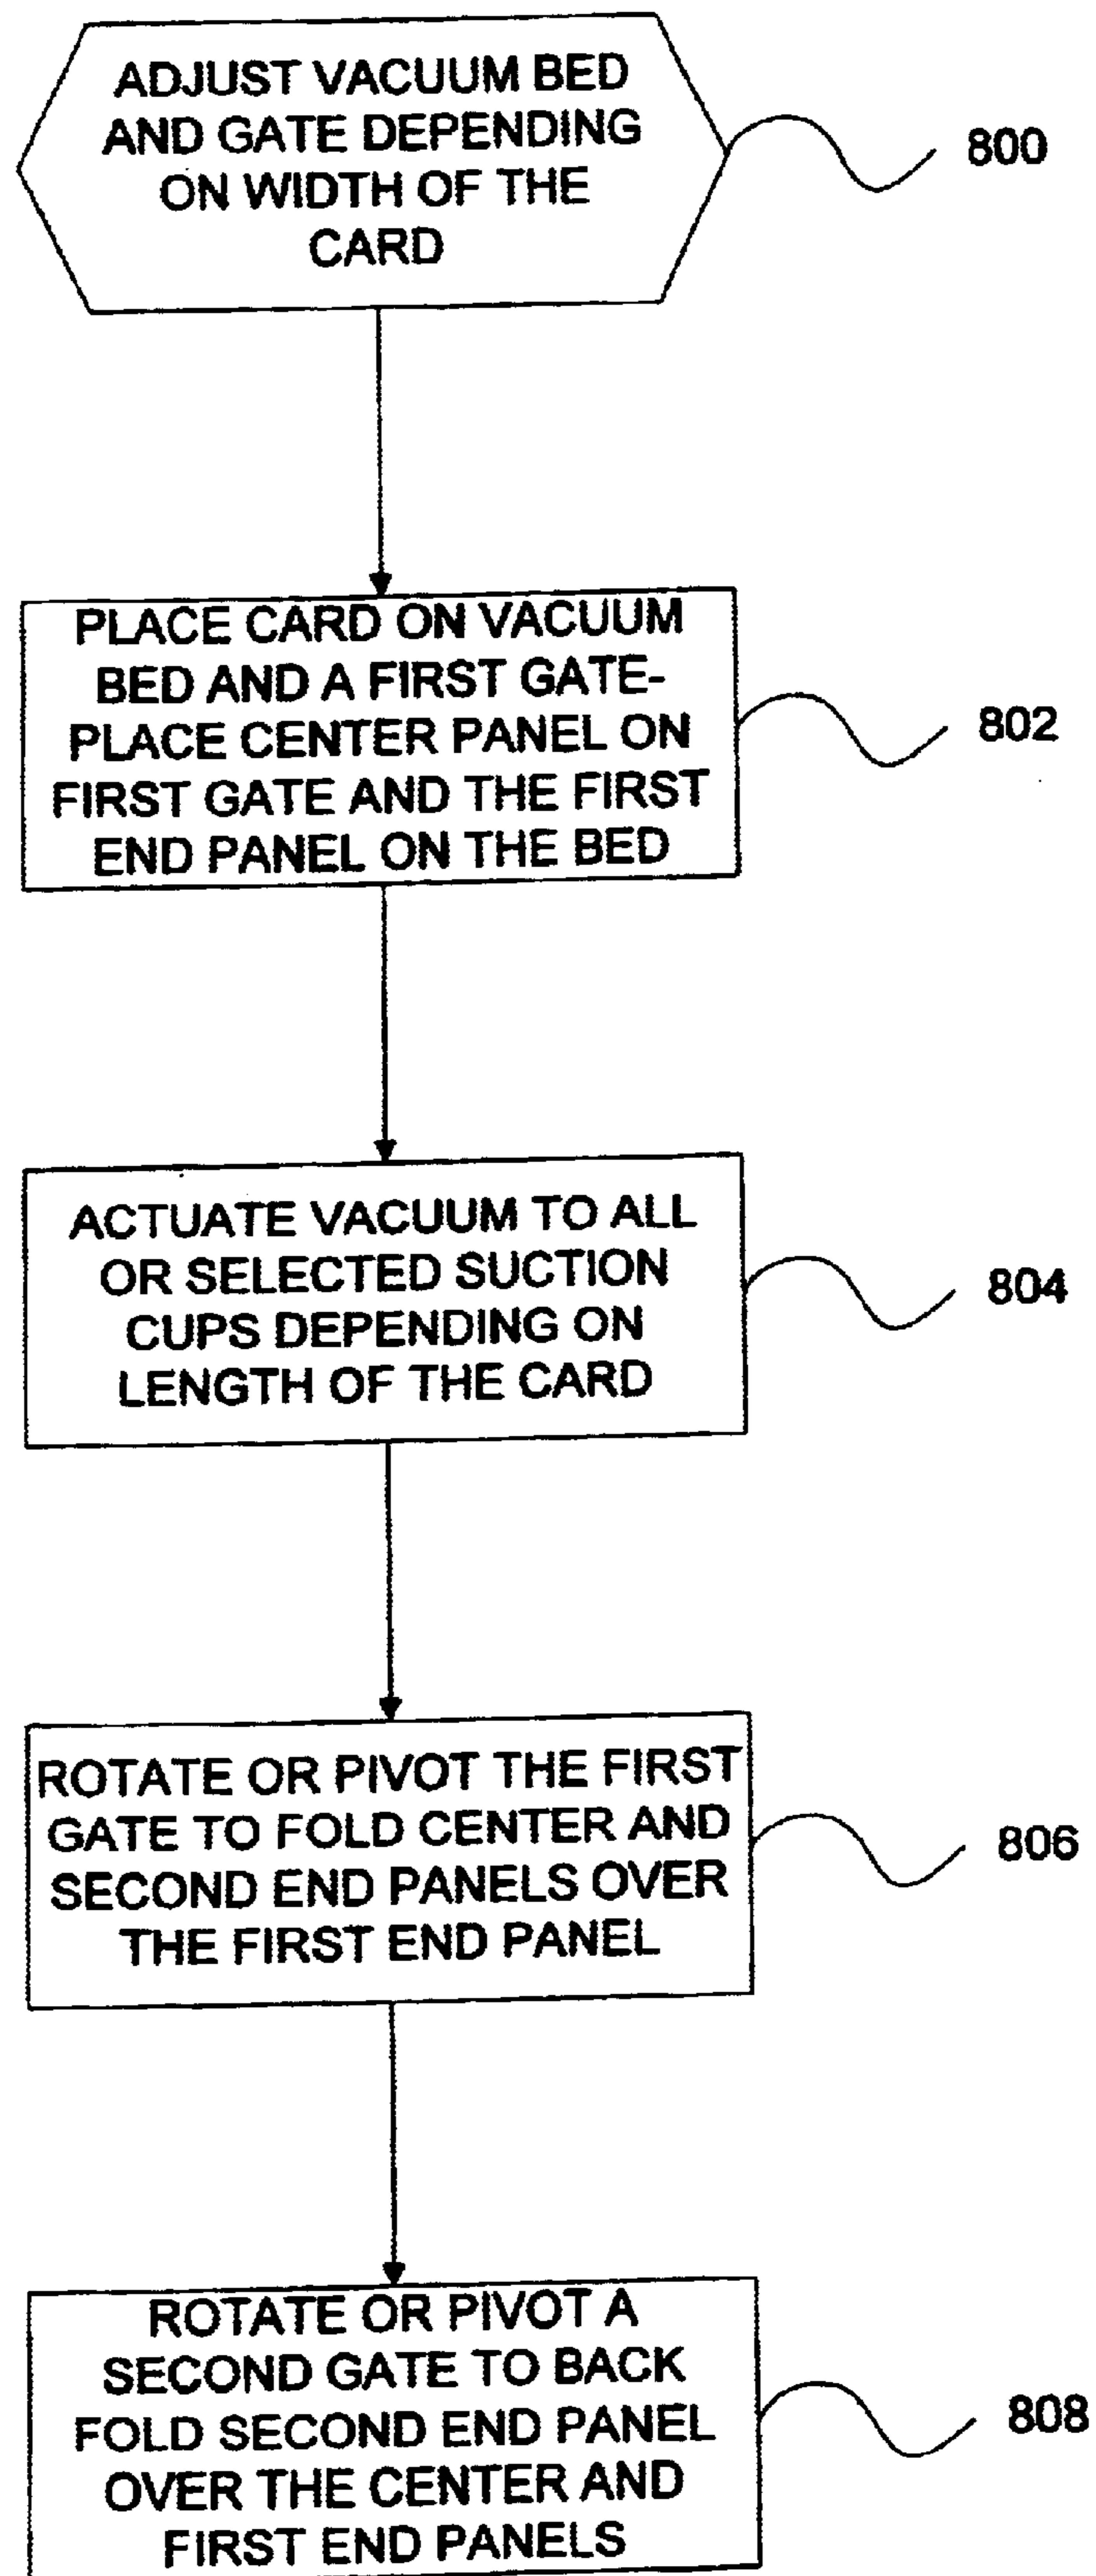 ADJUST VACUUM BED
AND GATE DEPENDING
ON WIDTH OF THE
CARD
800
PLACE CARD ON VACUUM
BED AND A FIRST GATE-
PLACE CENTER PANEL ON
FIRST GATE AND THE FIRST
END PANEL ON THE BED
802
ACTUATE VACUUM TO ALL
OR SELECTED SUCTION
CUPS DEPENDING ON
LENGTH OF THE CARD
804
ROTATE OR PIVOT THE FIRST
GATE TO FOLD CENTER AND
SECOND END PANELS OVER
THE FIRST END PANEL
806
ROTATE OR PIVOT A
SECOND GATE TO BACK
FOLD SECOND END PANEL
OVER THE CENTER AND
FIRST END PANELS
808